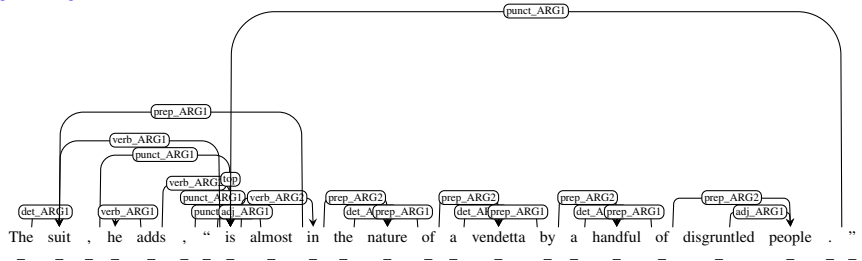 punct_ARG1
prep_ARG1
verb_ARG1
punct_ARG1
top
verb_ARG2
punct_ARG1 verb_ARG2 prep_ARG2 prep_ARG2 prep_ARG2 prep_ARG2
det_ARG1 verb_ARG1 adj_ARG1 prep_ARG1 prep_ARG1 prep_ARG1 adj_ARG1
The suit , he adds , “ is almost in the nature of a vendetta by a handful of disgruntled people . ”